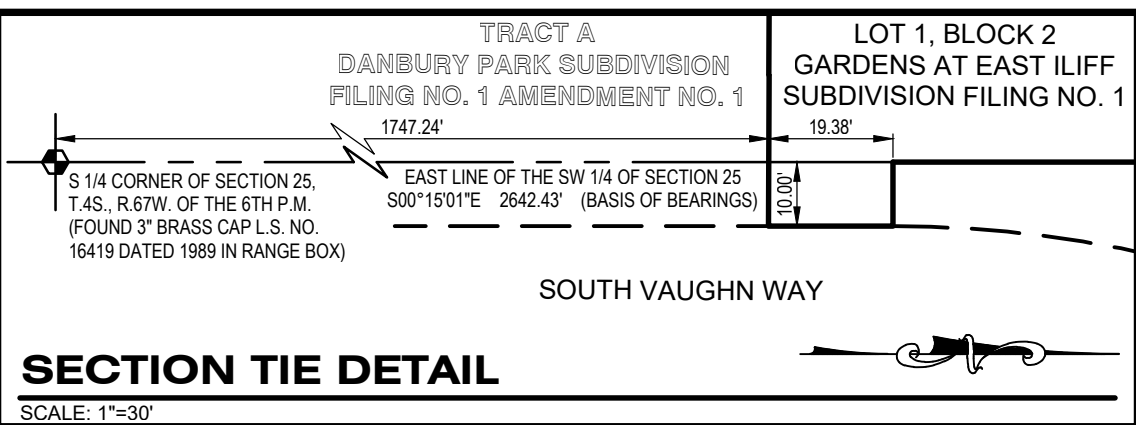 TRACT A
DANBURY PARK SUBDIVISION
FILING NO. 1 AMENDMENT NO. 1
LOT 1, BLOCK 2
GARDENS AT EAST ILIFF
SUBDIVISION FILING NO. 1
1747.24'
19.38'
10.00'
S 1/4 CORNER OF SECTION 25,
T.4S., R.67W. OF THE 6TH P.M.
(FOUND 3" BRASS CAP L.S. NO.
16419 DATED 1989 IN RANGE BOX)
EAST LINE OF THE SW 1/4 OF SECTION 25
S00°15'01"E 2642.43' (BASIS OF BEARINGS)
SOUTH VAUGHN WAY
SECTION TIE DETAIL
SCALE: 1"=30'